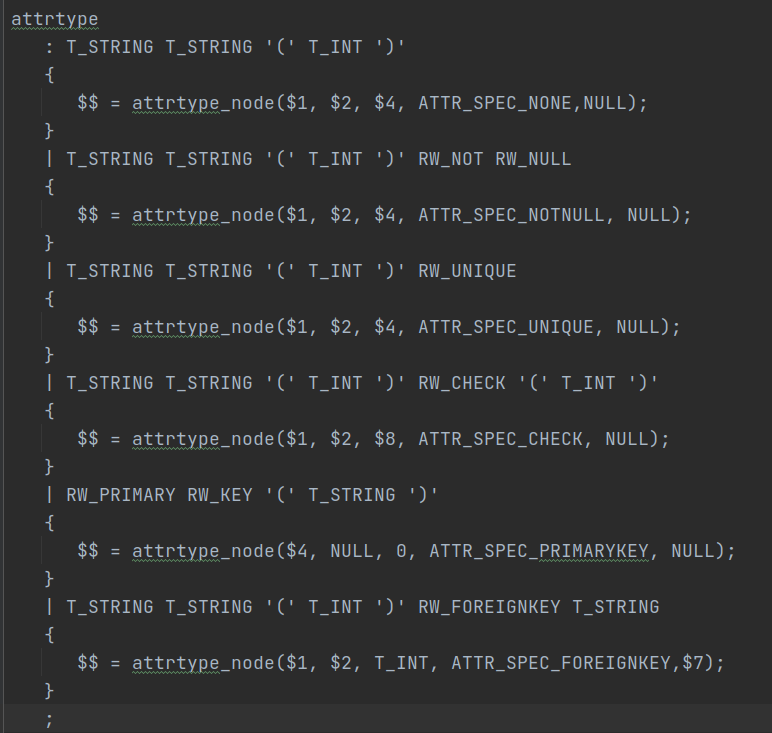 attrtype
    : T_STRING T_STRING '(' T_INT ')'
    {
        $$ = attrtype_node($1, $2, $4, ATTR_SPEC_NONE,NULL);
    }
    | T_STRING T_STRING '(' T_INT ')' RW_NOT RW_NULL
    {
        $$ = attrtype_node($1, $2, $4, ATTR_SPEC_NOTNULL, NULL);
    }
    | T_STRING T_STRING '(' T_INT ')' RW_UNIQUE
    {
        $$ = attrtype_node($1, $2, $4, ATTR_SPEC_UNIQUE, NULL);
    }
    | T_STRING T_STRING '(' T_INT ')' RW_CHECK '(' T_INT ')'
    {
        $$ = attrtype_node($1, $2, $8, ATTR_SPEC_CHECK, NULL);
    }
    | RW_PRIMARY RW_KEY '(' T_STRING ')'
    {
        $$ = attrtype_node($4, NULL, 0, ATTR_SPEC_PRIMARYKEY, NULL);
    }
    | T_STRING T_STRING '(' T_INT ')' RW_FOREIGNKEY T_STRING
    {
        $$ = attrtype_node($1, $2, T_INT, ATTR_SPEC_FOREIGNKEY,$7);
    }
    ;